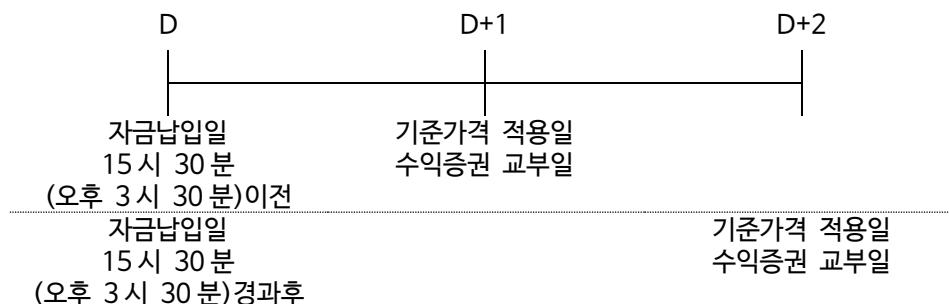 D D+1 D+2
자금납입일 기준가격 적용일
15시 30분 수익증권 교부일
(오후 3시 30분)이전
자금납입일 기준가격 적용일
15시 30분 수익증권 교부일
(오후 3시 30분)경과후